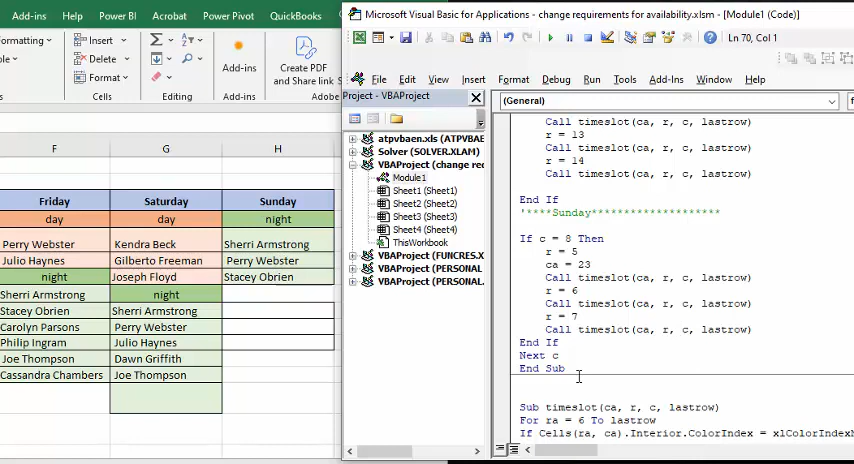 Add-ins Help Power BI Acrobat Power Pivot QuickBooks
Formatting Insert Delete Format Cells
Editing
Add-ins Add-ins
Create PDF and Share link
Adobe
F G H
Friday Saturday Sunday
day day night
Perry Webster Kendra Beck Sherri Armstrong
Julio Haynes Gilberto Freeman Perry Webster
night Joseph Floyd Stacey Obrien
Sherri Armstrong night
Stacey Obrien Sherri Armstrong
Carolyn Parsons Perry Webster
Philip Ingram Julio Haynes
Joe Thompson Dawn Griffith
Cassandra Chambers Joe Thompson
Microsoft Visual Basic for Applications - change requirements for availability.xlsm - [Module1 (Code)]
Ln 70, Col 1
File Edit View Insert Format Debug Run Tools Add-Ins Window Help
Project - VBAProject
atpvbaen.xls (ATPVBAE
Solver (SOLVER.XLAM)
VBAProject (change rec
Module1
Sheet1 (Sheet1)
Sheet2 (Sheet2)
Sheet3 (Sheet3)
Sheet4 (Sheet4)
ThisWorkbook
VBAProject (FUNCRES.X
VBAProject (PERSONAL
VBAProject (PERSONAL.
(General)
Call timeslot(ca, r, c, lastrow)
r = 13
Call timeslot(ca, r, c, lastrow)
r = 14
Call timeslot(ca, r, c, lastrow)
End If
'****Sunday********************
If c = 8 Then
r = 5
ca = 23
Call timeslot(ca, r, c, lastrow)
r = 6
Call timeslot(ca, r, c, lastrow)
r = 7
Call timeslot(ca, r, c, lastrow)
End If
Next c
End Sub
Sub timeslot(ca, r, c, lastrow)
For ra = 6 To lastrow
If Cells(ra, ca).Interior.ColorIndex = xlColorIndexN